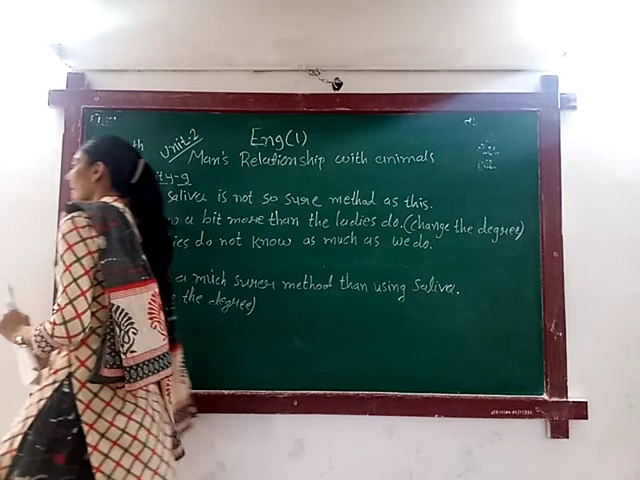 Unit-2
Eng(1)
Man's Relationship with animals
ty-g
saliva is not so sure method as this.
a bit more than the ladies do. (change the degree)
do not know as much as we do.
a much surer method than using saliva.
the degree)